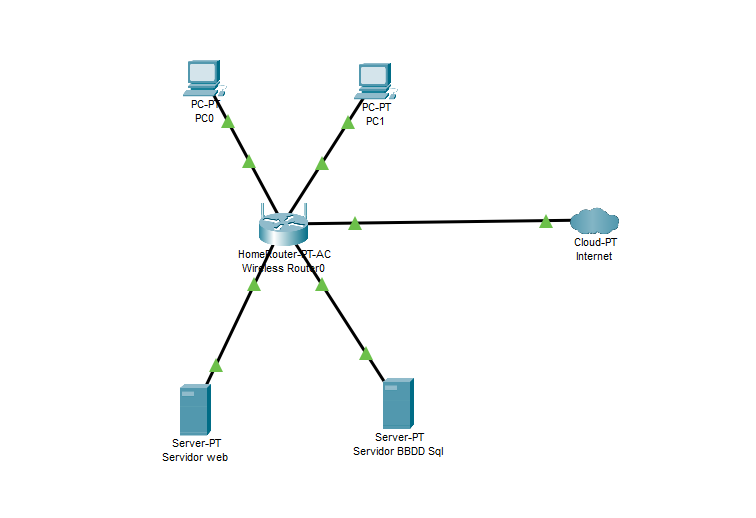 PC-PT
PC0
PC-PT
PC1
HomeRouter-PT-AC
Wireless Router0
Cloud-PT
Internet
Server-PT
Servidor web
Server-PT
Servidor BBDD Sql